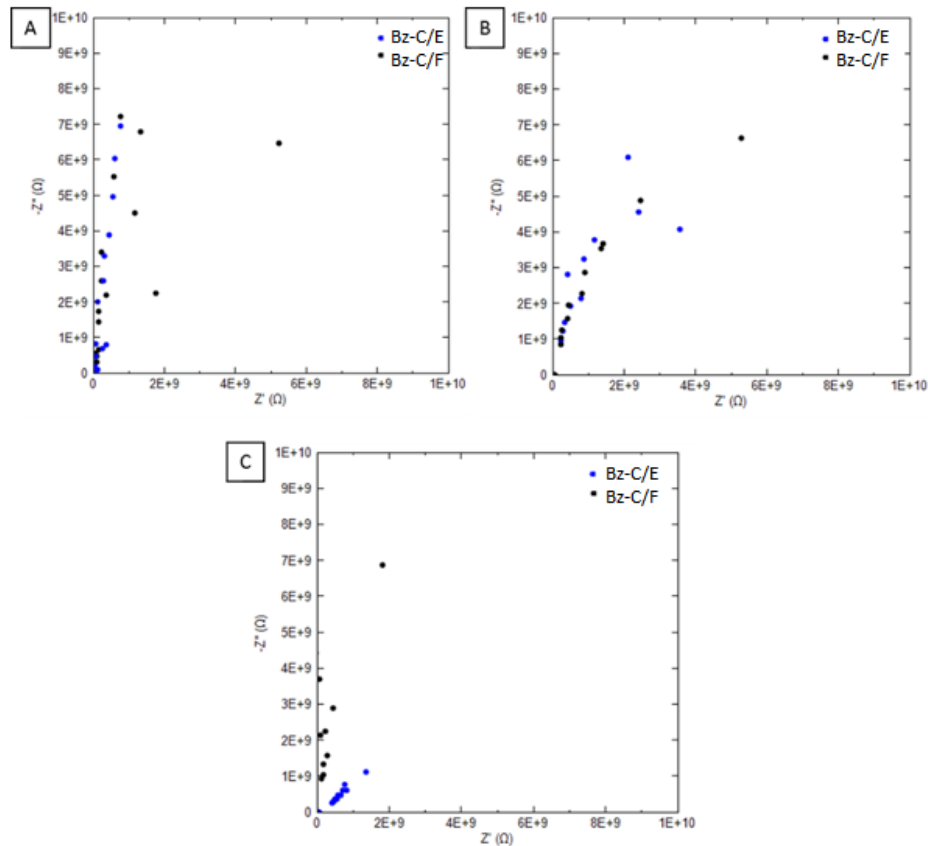 A
1E+10
9E+9
8E+9
7E+9
6E+9
5E+9
4E+9
3E+9
2E+9
1E+9
0
-Z" (Ω)
Bz-C/E
Bz-C/F
0 2E+9 4E+9 6E+9 8E+9 1E+10
Z' (Ω)
B
1E+10
9E+9
8E+9
7E+9
6E+9
5E+9
4E+9
3E+9
2E+9
1E+9
0
-Z" (Ω)
Bz-C/E
Bz-C/F
0 2E+9 4E+9 6E+9 8E+9 1E+10
Z' (Ω)
C
1E+10
9E+9
8E+9
7E+9
6E+9
5E+9
4E+9
3E+9
2E+9
1E+9
0
-Z" (Ω)
Bz-C/E
Bz-C/F
0 2E+9 4E+9 6E+9 8E+9 1E+10
Z' (Ω)